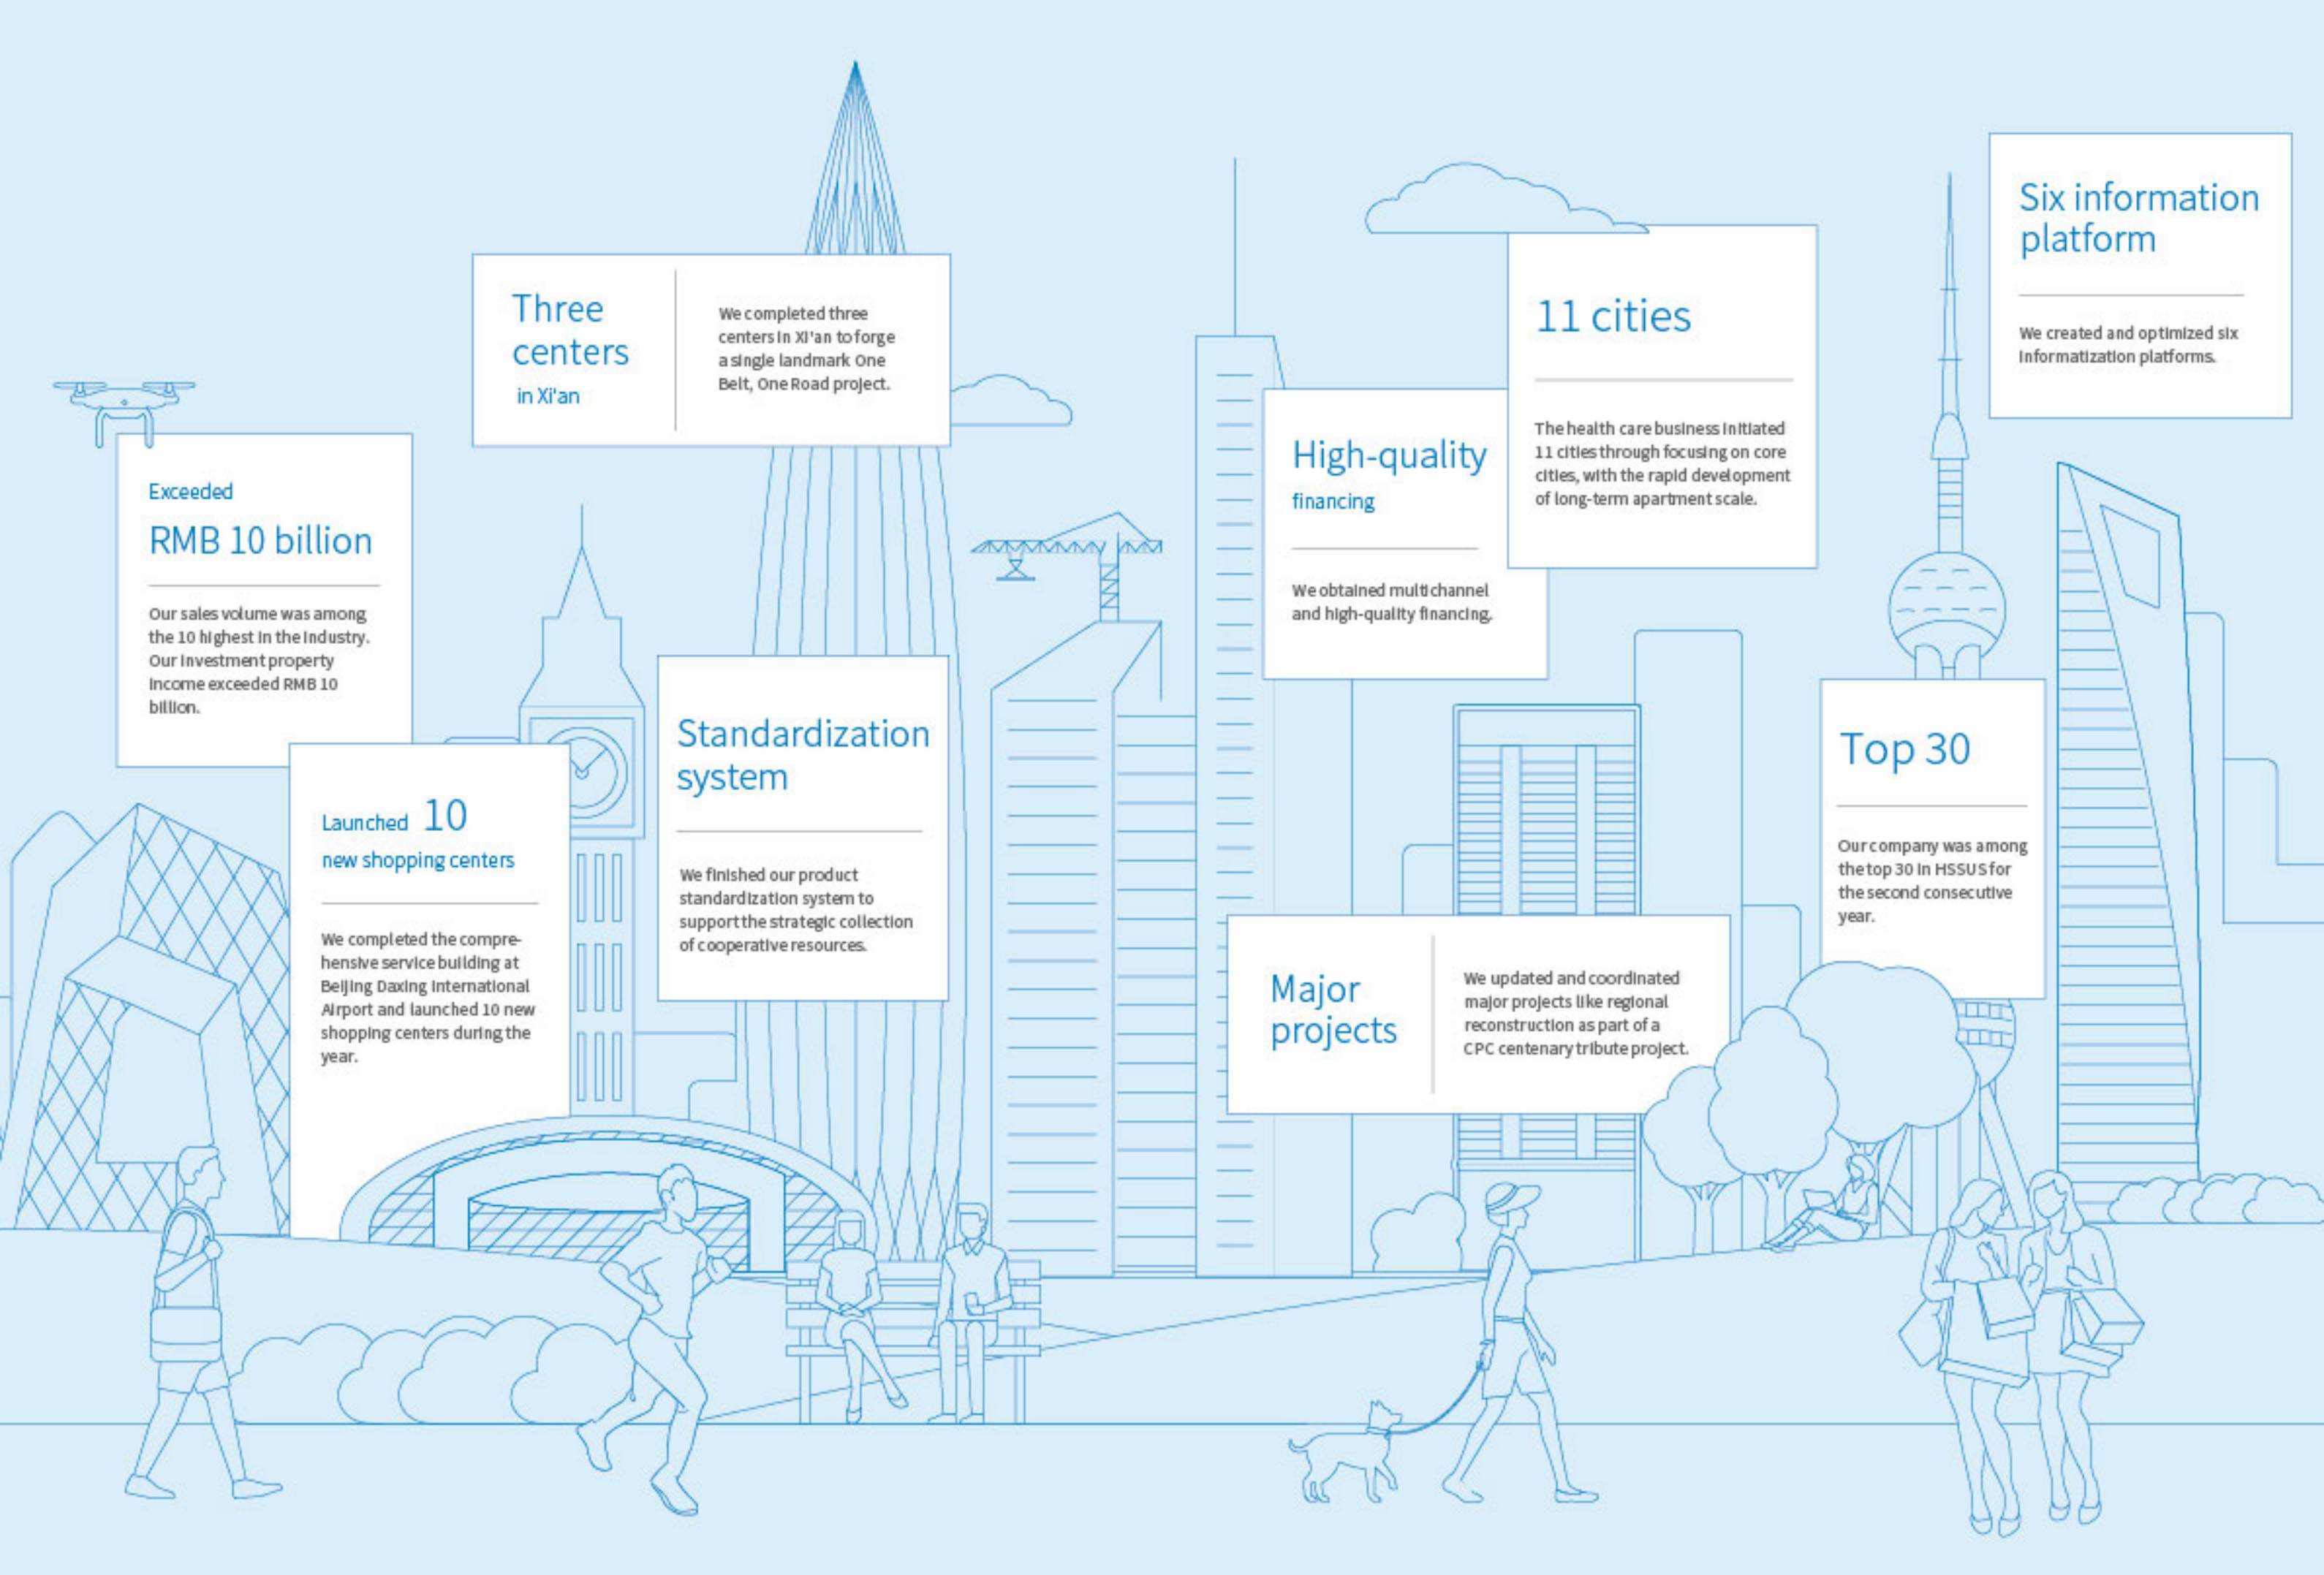 Exceeded
RMB 10 billion
Our sales volume was among
the 10 highest in the industry.
Our investment property
income exceeded RMB 10
billion.
Launched 10
new shopping centers
We completed the compre-
hensive service building at
Beijing Daxing International
Airport and launched 10 new
shopping centers during the
year.
Three
centers
in Xi'an
We completed three
centers in Xi'an to forge
a single landmark One
Belt, One Road project.
Standardization
system
We finished our product
standardization system to
support the strategic collection
of cooperative resources.
High-quality
financing
We obtained multichannel
and high-quality financing.
11 cities
The health care business initiated
11 cities through focusing on core
cities, with the rapid development
of long-term apartment scale.
Major
projects
We updated and coordinated
major projects like regional
reconstruction as part of a
CPC centenary tribute project.
Top 30
Our company was among
the top 30 in HSSUS for
the second consecutive
year.
Six information
platform
We created and optimized six
informatization platforms.